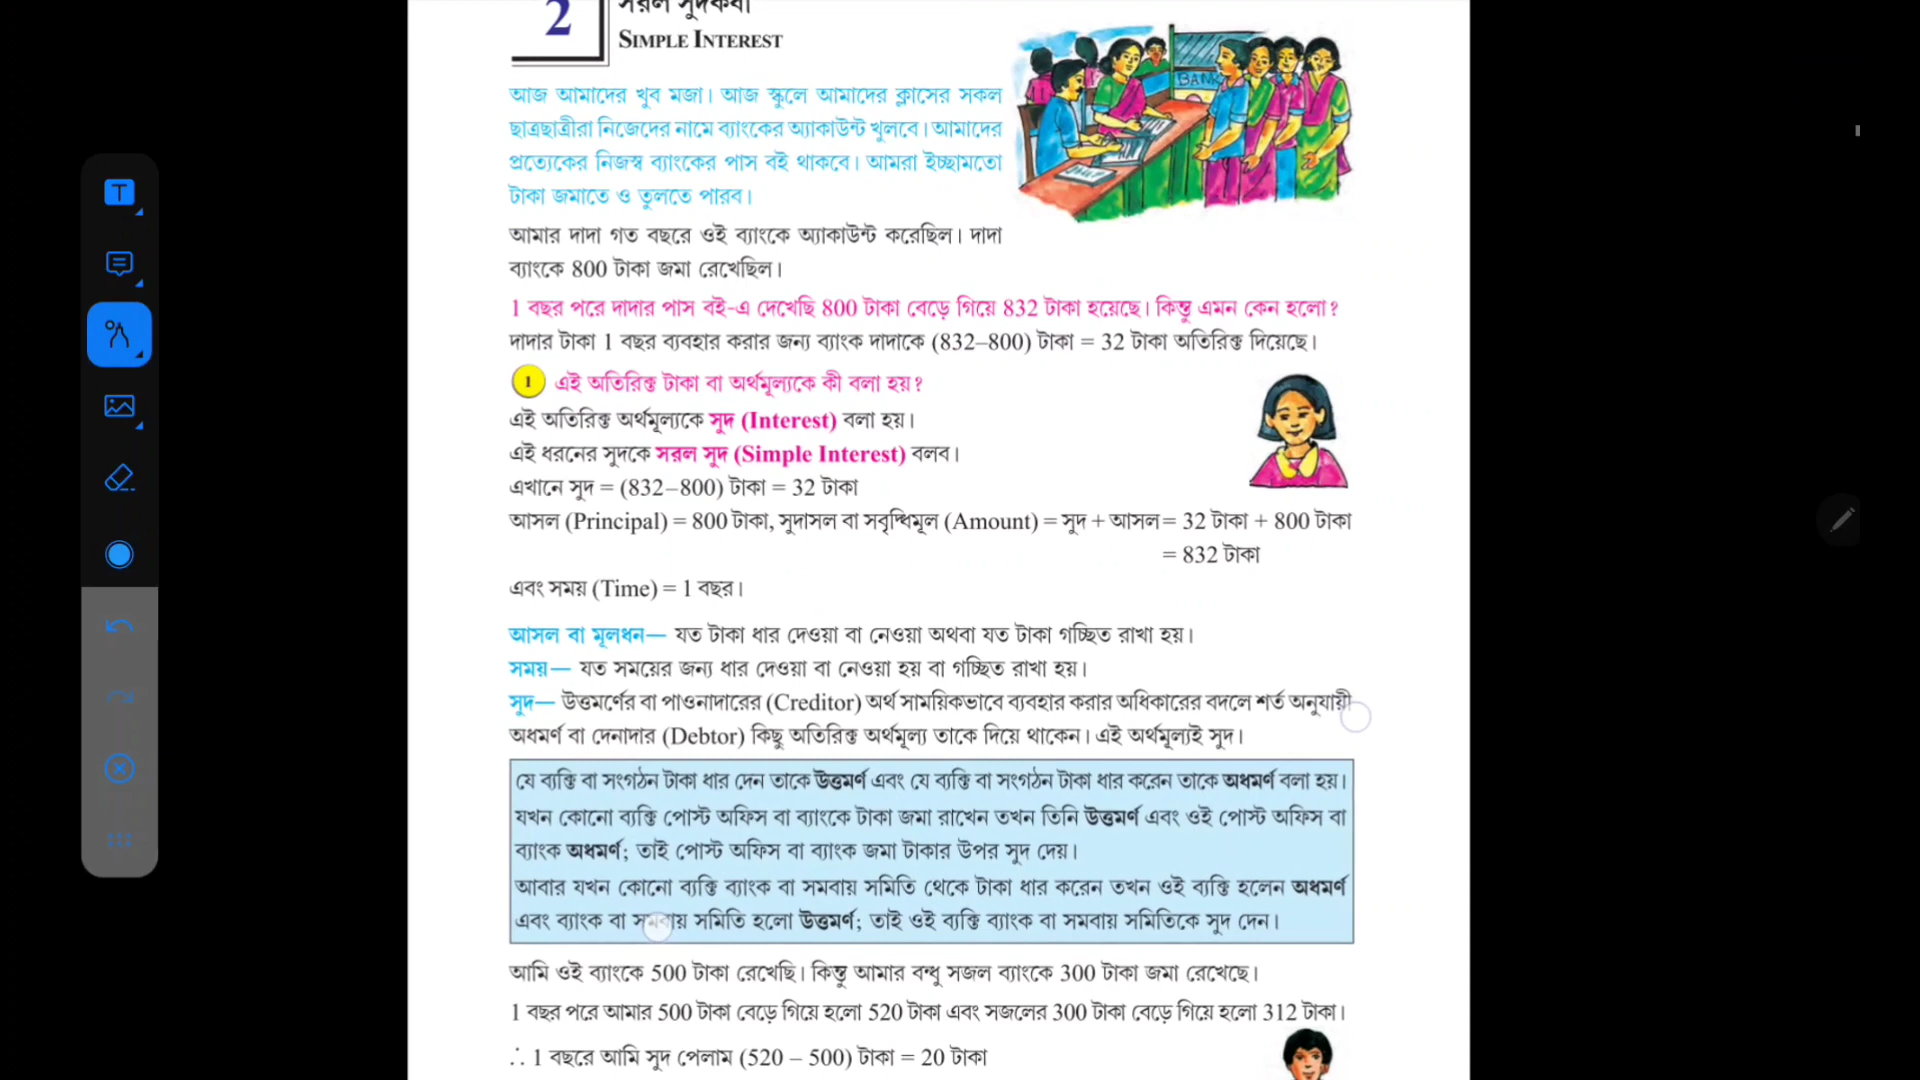 2
সরল সুদকষা
SIMPLE INTEREST
BANK
আজ আমাদের খুব মজা। আজ স্কুলে আমাদের ক্লাসের সকল
ছাত্রছাত্রীরা নিজেদের নামে ব্যাংকের অ্যাকাউন্ট খুলবে। আমাদের
প্রত্যেকের নিজস্ব ব্যাংকের পাস বই থাকবে। আমরা ইচ্ছামতো
টাকা জমাতে ও তুলতে পারব।
আমার দাদা গত বছরে ওই ব্যাংকে অ্যাকাউন্ট করেছিল। দাদা
ব্যাংকে 800 টাকা জমা রেখেছিল।
1 বছর পরে দাদার পাস বই-এ দেখেছি 800 টাকা বেড়ে গিয়ে 832 টাকা হয়েছে। কিন্তু এমন কেন হলো?
দাদার টাকা 1 বছর ব্যবহার করার জন্য ব্যাংক দাদাকে (832–800) টাকা = 32 টাকা অতিরিক্ত দিয়েছে।
1 এই অতিরিক্ত টাকা বা অর্থমূল্যকে কী বলা হয়?
এই অতিরিক্ত অর্থমূল্যকে সুদ (Interest) বলা হয়।
এই ধরনের সুদকে সরল সুদ (Simple Interest) বলব।
এখানে সুদ = (832–800) টাকা = 32 টাকা
আসল (Principal) = 800 টাকা, সুদাসল বা সবৃদ্ধিমূল (Amount) = সুদ + আসল= 32 টাকা + 800 টাকা
= 832 টাকা
এবং সময় (Time) = 1 বছর।
আসল বা মূলধন— যত টাকা ধার দেওয়া বা নেওয়া অথবা যত টাকা গচ্ছিত রাখা হয়।
সময়— যত সময়ের জন্য ধার দেওয়া বা নেওয়া হয় বা গচ্ছিত রাখা হয়।
সুদ— উত্তমর্ণের বা পাওনাদারের (Creditor) অর্থ সাময়িকভাবে ব্যবহার করার অধিকারের বদলে শর্ত অনুযায়ী
অধমর্ণ বা দেনাদার (Debtor) কিছু অতিরিক্ত অর্থমূল্য তাকে দিয়ে থাকেন। এই অর্থমূল্যই সুদ।
যে ব্যক্তি বা সংগঠন টাকা ধার দেন তাকে উত্তমর্ণ এবং যে ব্যক্তি বা সংগঠন টাকা ধার করেন তাকে অধমর্ণ বলা হয়।
যখন কোনো ব্যক্তি পোস্ট অফিস বা ব্যাংকে টাকা জমা রাখেন তখন তিনি উত্তমর্ণ এবং ওই পোস্ট অফিস বা
ব্যাংক অধমর্ণ; তাই পোস্ট অফিস বা ব্যাংক জমা টাকার উপর সুদ দেয়।
আবার যখন কোনো ব্যক্তি ব্যাংক বা সমবায় সমিতি থেকে টাকা ধার করেন তখন ওই ব্যক্তি হলেন অধমর্ণ
এবং ব্যাংক বা সমবায় সমিতি হলো উত্তমর্ণ; তাই ওই ব্যক্তি ব্যাংক বা সমবায় সমিতিকে সুদ দেন।
আমি ওই ব্যাংকে 500 টাকা রেখেছি। কিন্তু আমার বন্ধু সজল ব্যাংকে 300 টাকা জমা রেখেছে।
1 বছর পরে আমার 500 টাকা বেড়ে গিয়ে হলো 520 টাকা এবং সজলের 300 টাকা বেড়ে গিয়ে হলো 312 টাকা।
∴ 1 বছরে আমি সুদ পেলাম (520 – 500) টাকা = 20 টাকা